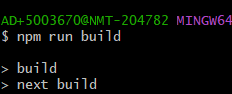 AD+5003670@NMT-204782 MINGW64
$ npm run build
> build
> next build